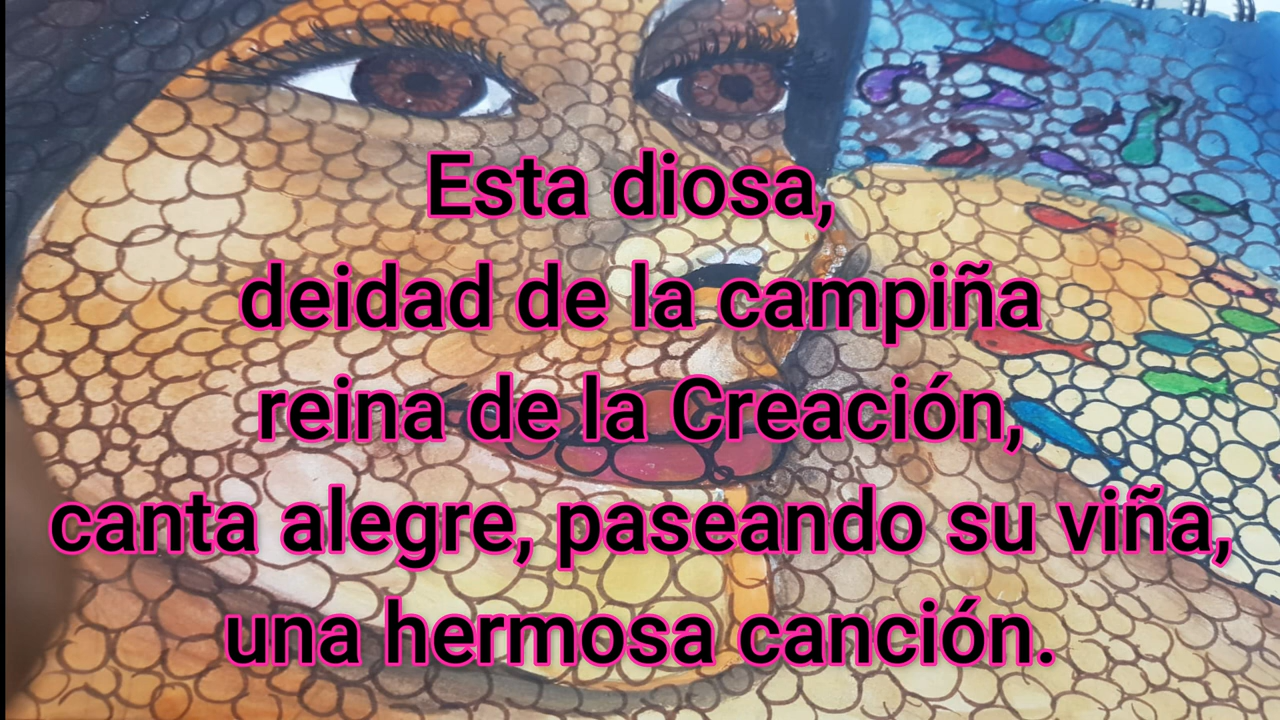 Esta diosa,
deidad de la campiña
reina de la Creación,
canta alegre, paseando su viña,
una hermosa canción.